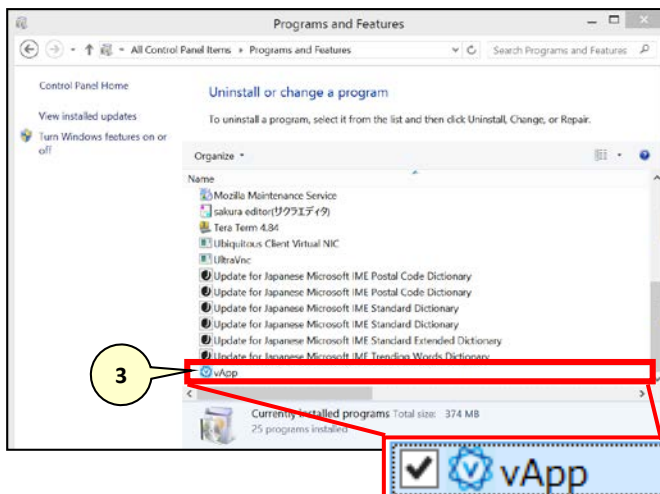 Programs and Features
All Control Panel Items Programs and Features Search Programs and Features
Control Panel Home
View installed updates
Turn Windows features on or
off
Uninstall or change a program
To uninstall a program, select it from the list and then click Uninstall, Change, or Repair.
Organize
Name
Mozilla Maintenance Service
sakura editor(サクラエディタ)
Tera Term 4.84
Ubiquitous Client Virtual NIC
UltraVnc
Update for Japanese Microsoft IME Postal Code Dictionary
Update for Japanese Microsoft IME Postal Code Dictionary
Update for Japanese Microsoft IME Standard Dictionary
Update for Japanese Microsoft IME Standard Dictionary
Update for Japanese Microsoft IME Standard Extended Dictionary
Update for Japanese Microsoft IME Trending Words Dictionary
vApp
3
Currently installed programs Total size: 374 MB
25 programs installed
vApp